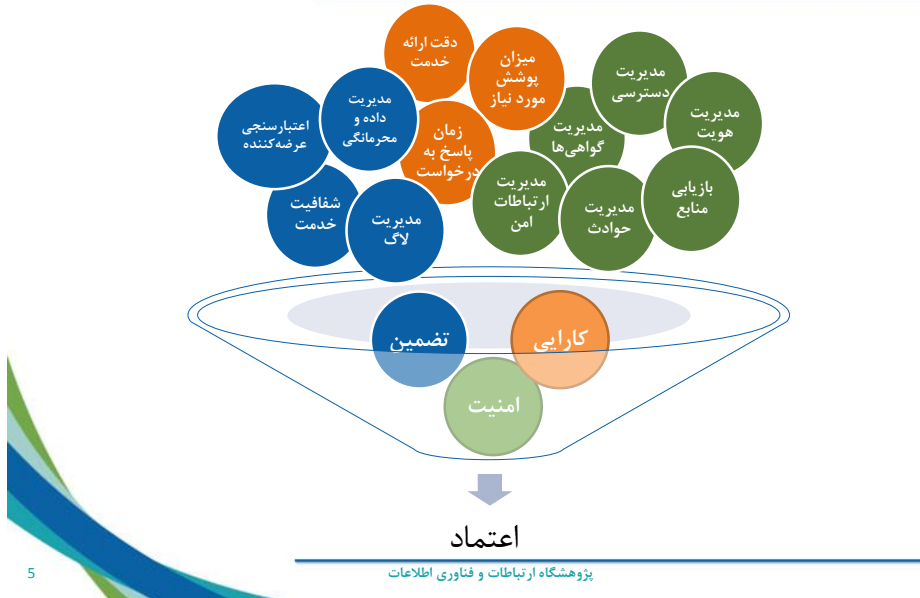 دقت ارائه
خدمت
میزان
پوشش
مورد نیاز
مدیریت
دسترسی
مدیریت
هویت
مدیریت
داده و
محرمانگی
اعتبارسنجی
عرضه‌کننده
زمان
پاسخ به
درخواست
مدیریت
گواهی‌ها
مدیریت
ارتباطات
امن
مدیریت
حوادث
بازیابی
منابع
شفافیت
خدمت
مدیریت
لاگ
تضمین
کارایی
امنیت
اعتماد
پژوهشگاه ارتباطات و فناوری اطلاعات
5